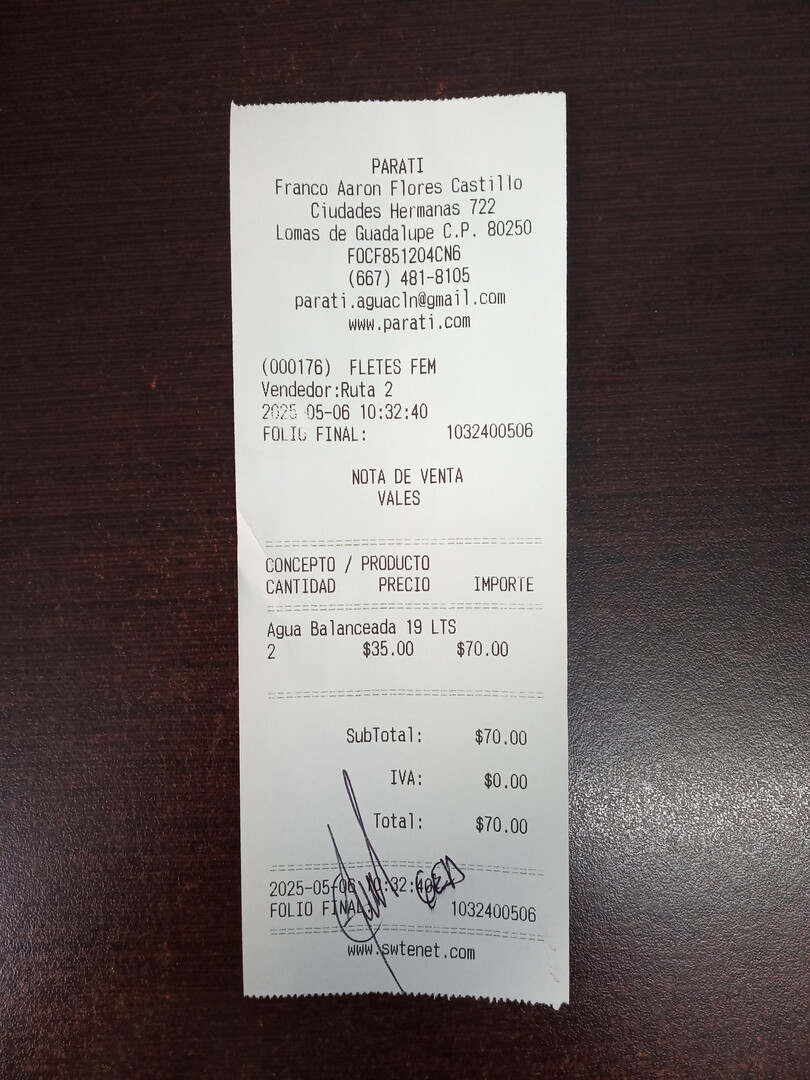 PARATI
Franco Aaron Flores Castillo
Ciudades Hermanas 722
Lomas de Guadalupe C.P. 80250
FOCF851204CN6
(667) 481-8105
parati.aguacln@gmail.com
www.parati.com
(000176) FLETES FEM
Vendedor:Ruta 2
2025-05-06 10:32:40
FOLIO FINAL: 1032400506
NOTA DE VENTA
VALES
CONCEPTO / PRODUCTO
CANTIDAD PRECIO IMPORTE
Agua Balanceada 19 LTS
2 $35.00 $70.00
SubTotal: $70.00
IVA: $0.00
Total: $70.00
2025-05-06 10:32:40
FOLIO FINAL: 1032400506
www.swtenet.com